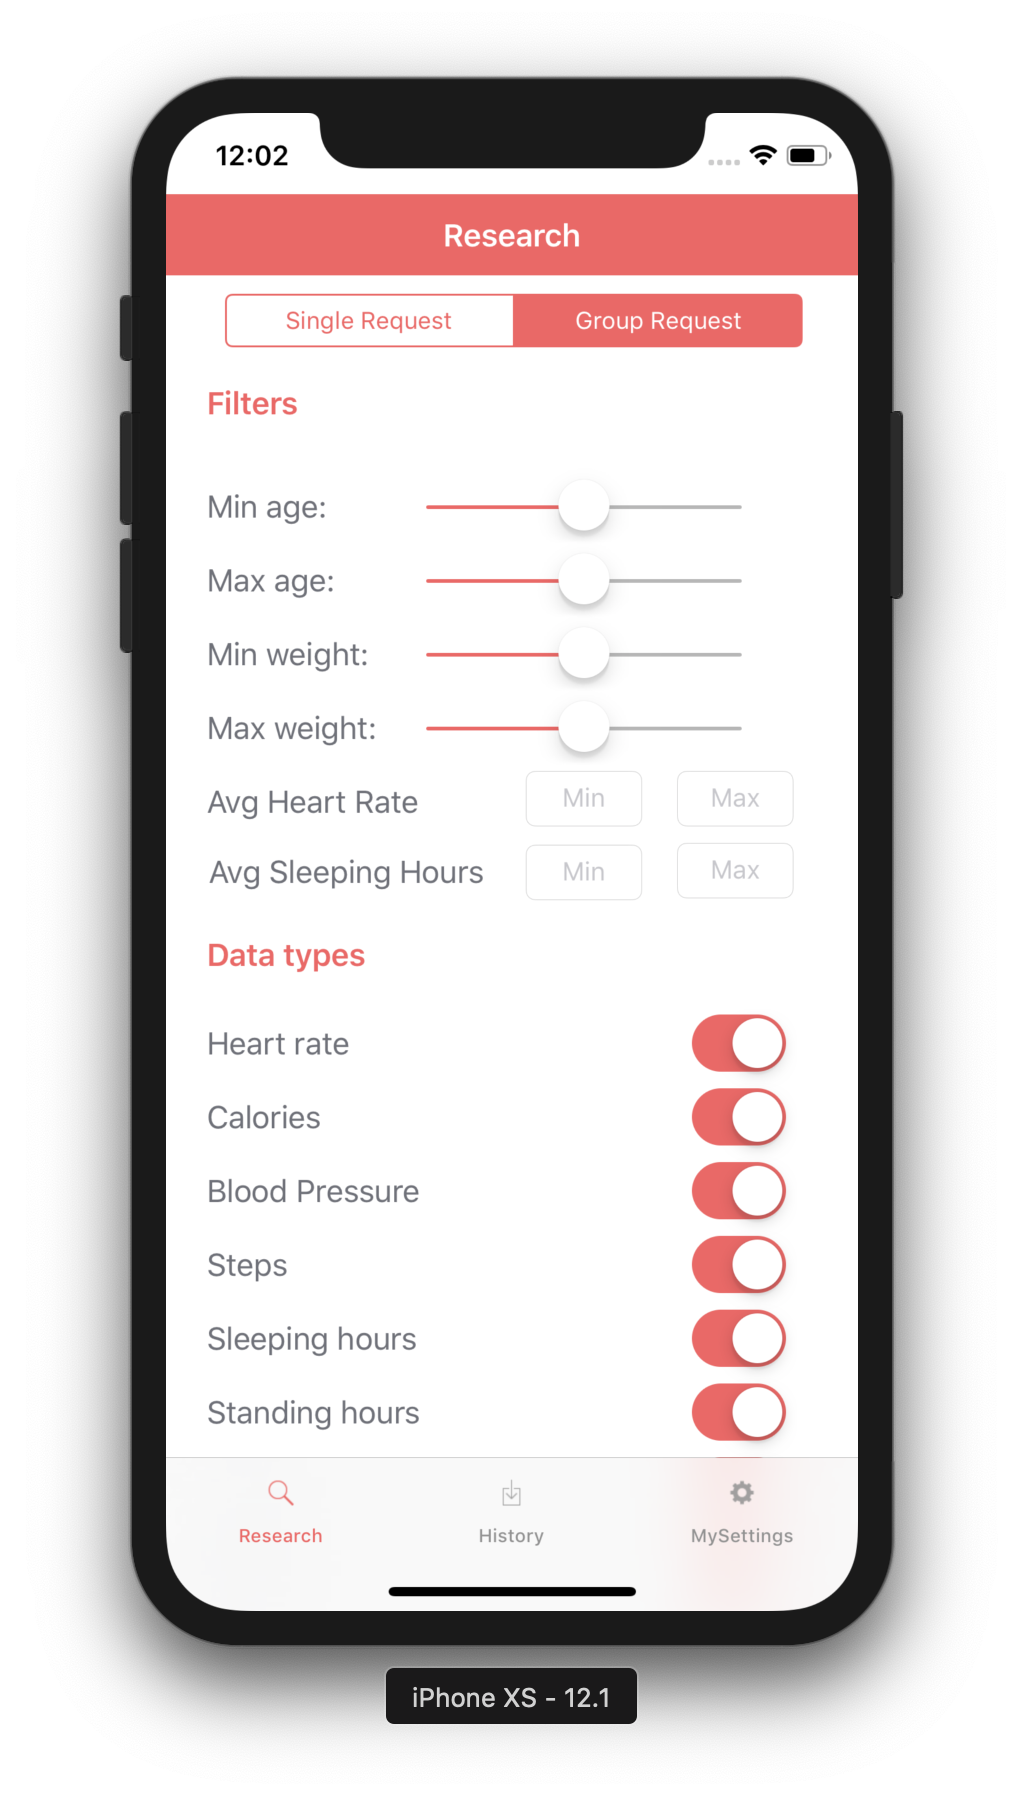 12:02
Research
Single Request Group Request
Filters
Min age:
Max age:
Min weight:
Max weight:
Avg Heart Rate Min Max
Avg Sleeping Hours Min Max
Data types
Heart rate
Calories
Blood Pressure
Steps
Sleeping hours
Standing hours
Research History MySettings
iPhone XS - 12.1